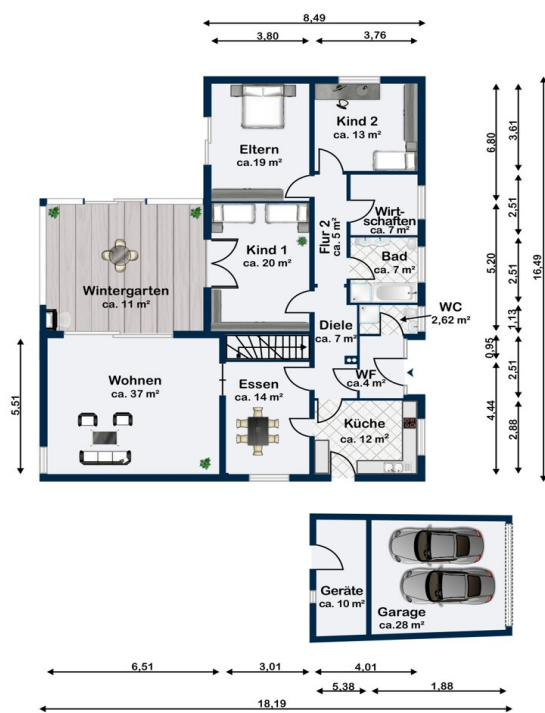 8,49
3,80
3,76
Eltern
ca.19 m²
Kind 2
ca. 13 m²
6,80
3,61
Wirt-
schaften
ca. 7 m²
Flur 2
ca. 5 m²
2,51
16,49
Kind 1
ca. 20 m²
Bad
ca. 7 m²
5,20
2,51
Wintergarten
ca. 11 m²
WC
2,62 m²
1,13
Diele
ca. 7 m²
0,95
Wohnen
ca. 37 m²
Essen
ca. 14 m²
WF
ca.4 m²
2,51
5,51
4,44
Küche
ca. 12 m²
2,88
Geräte
ca. 10 m²
Garage
ca.28 m²
6,51
3,01
4,01
5,38
1,88
18,19